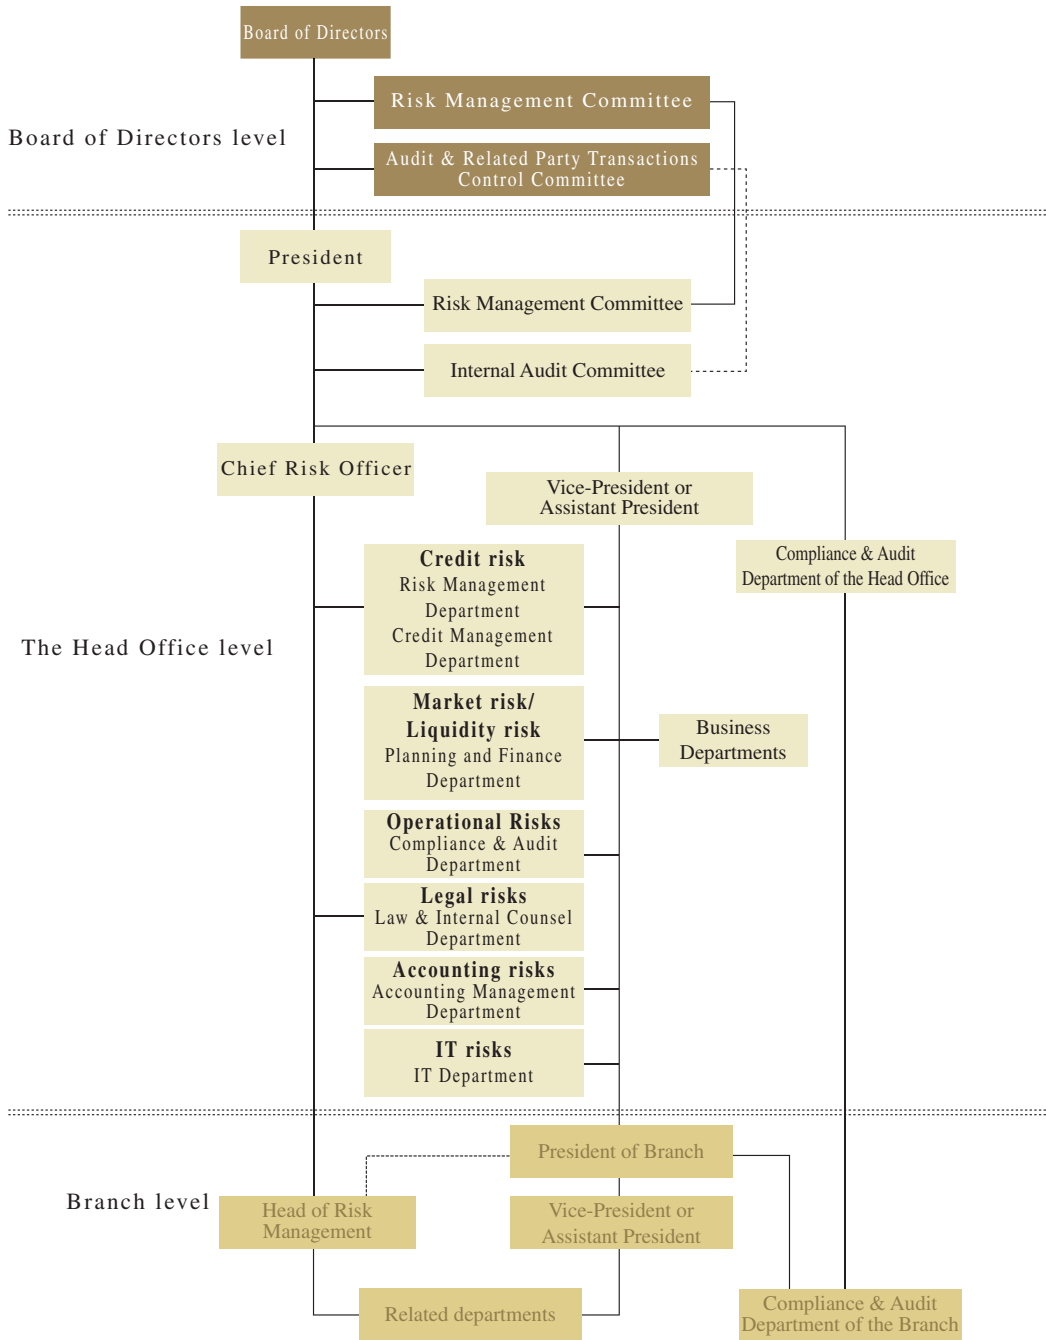 Board of Directors
Risk Management Committee
Board of Directors level
Audit & Related Party Transactions
Control Committee
President
Risk Management Committee
Internal Audit Committee
Chief Risk Officer
Vice-President or
Assistant President
Compliance & Audit
Department of the Head Office
Credit risk
Risk Management
Department
Credit Management
Department
The Head Office level
Market risk/
Liquidity risk
Planning and Finance
Department
Business
Departments
Operational Risks
Compliance & Audit
Department
Legal risks
Law & Internal Counsel
Department
Accounting risks
Accounting Management
Department
IT risks
IT Department
President of Branch
Branch level
Head of Risk
Management
Vice-President or
Assistant President
Related departments
Compliance & Audit
Department of the Branch